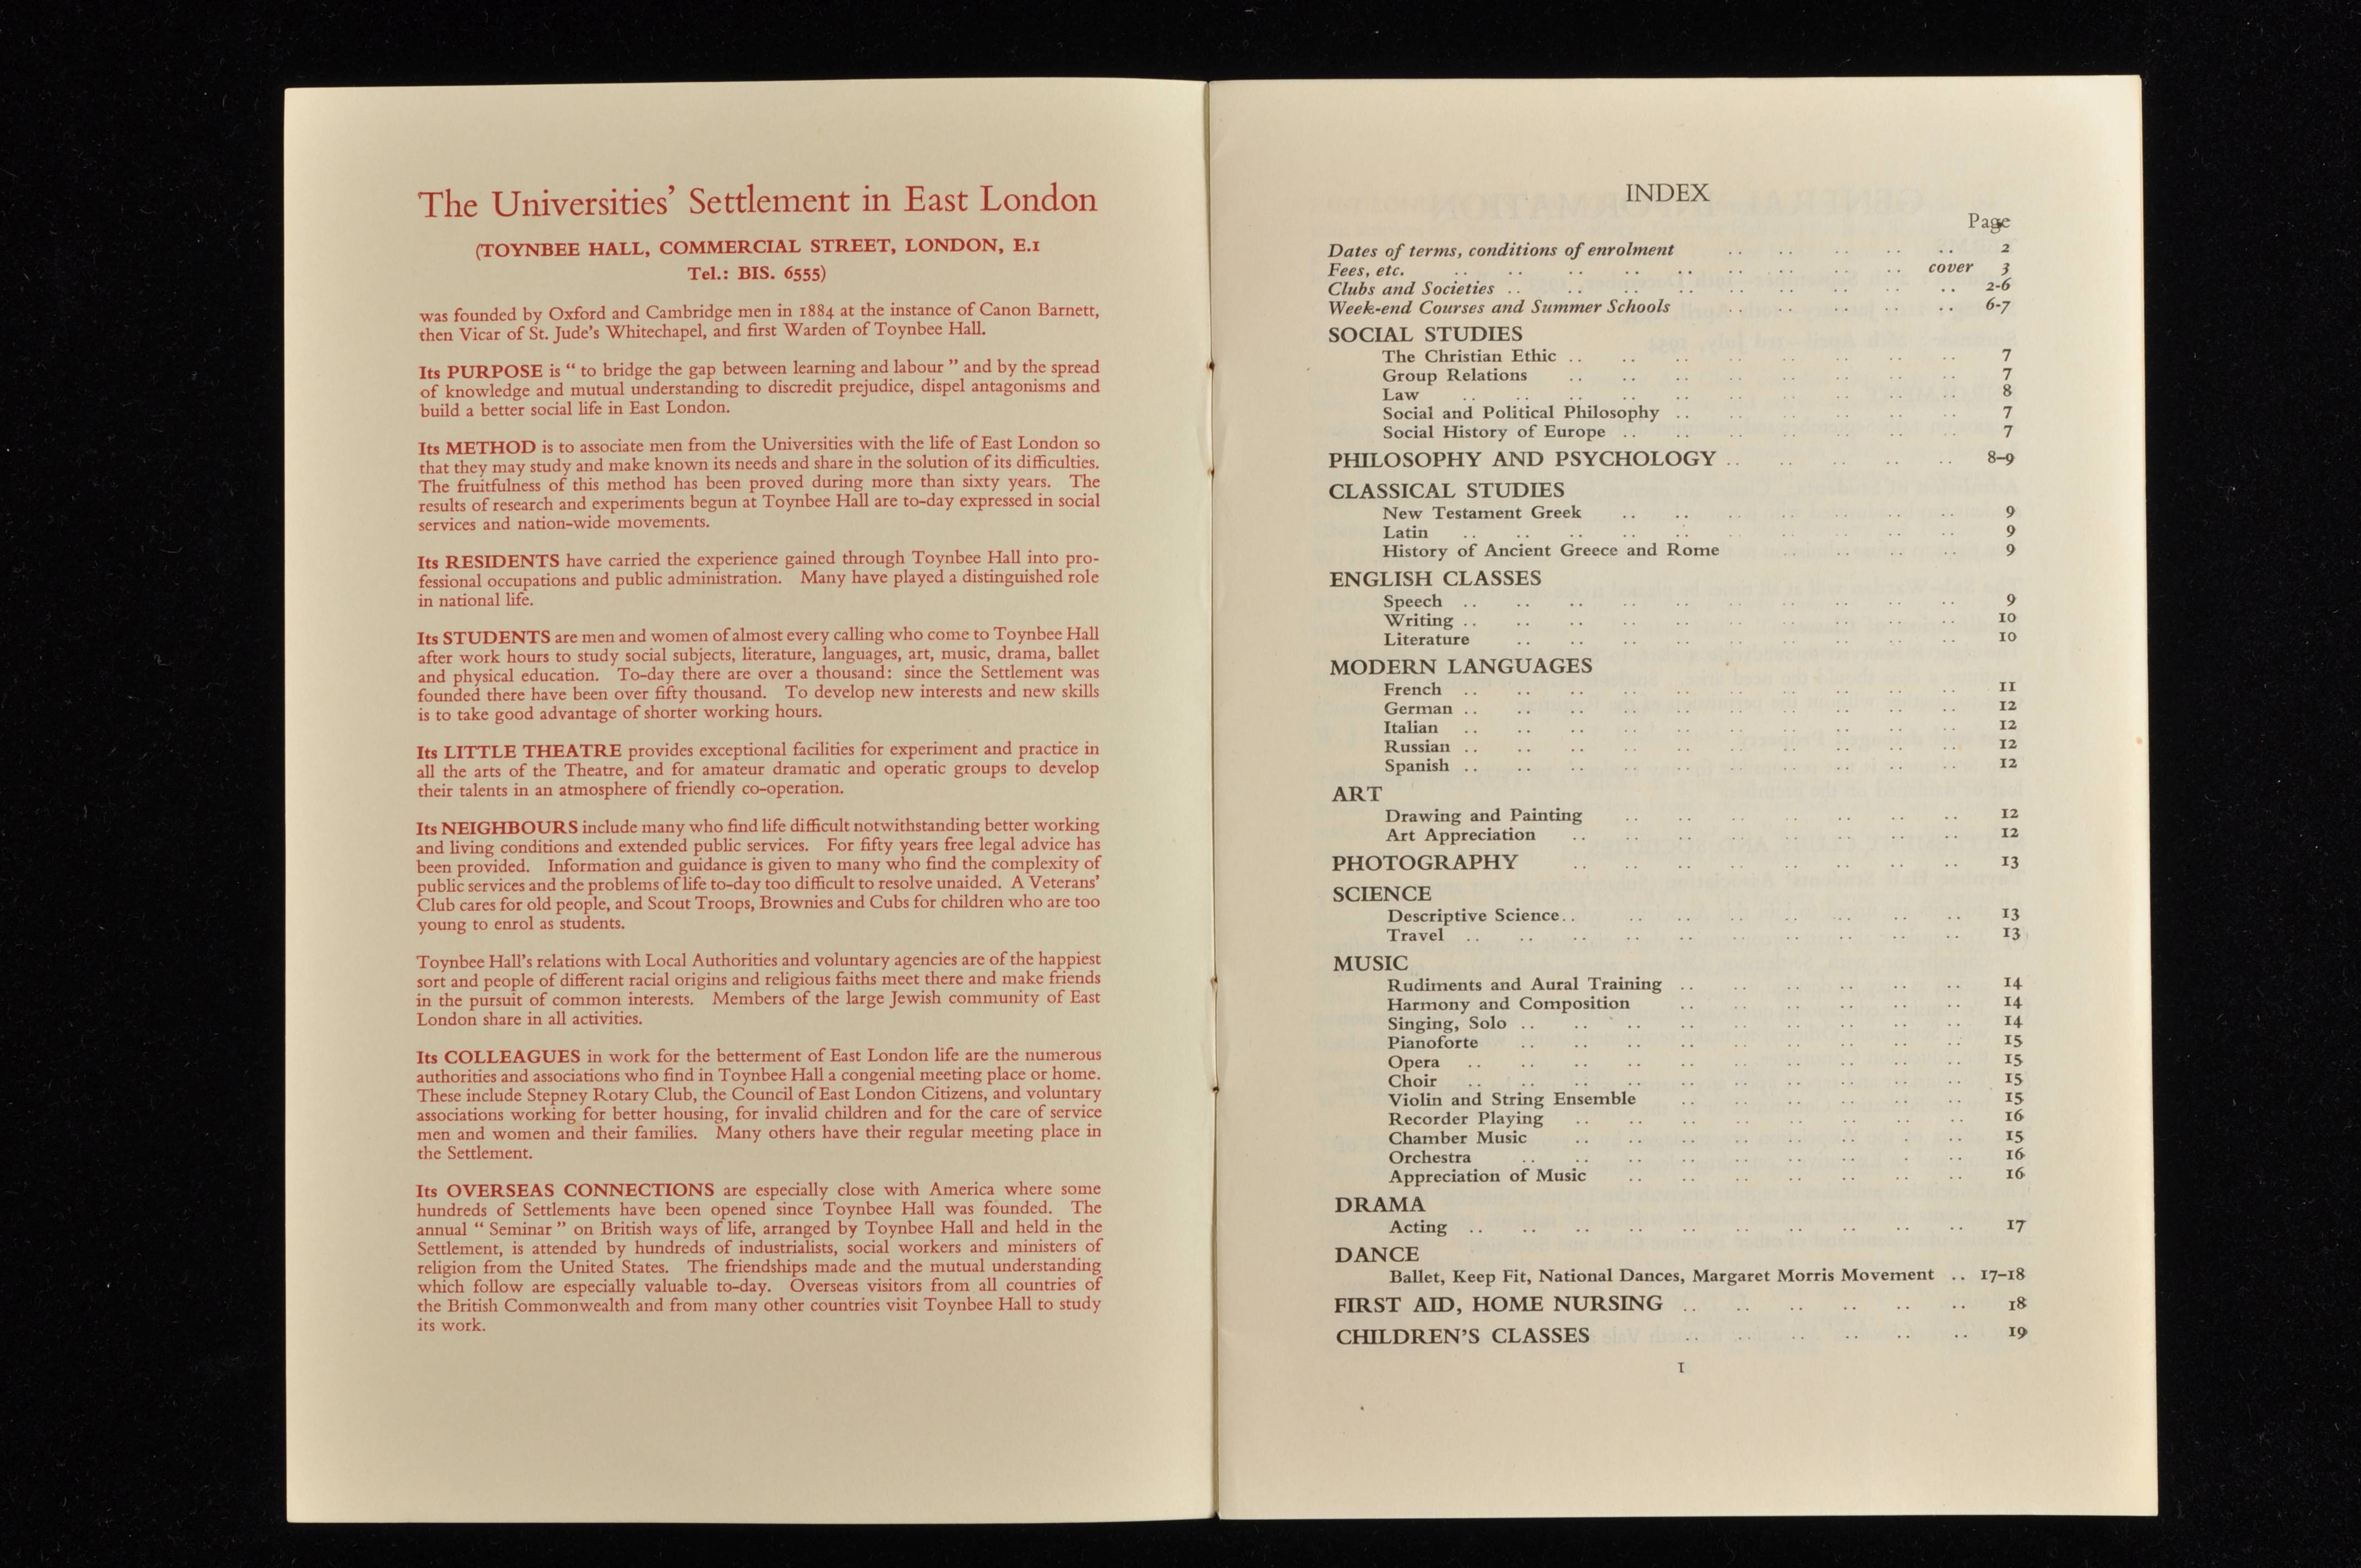 The Universities’ Settlement in East London
(TOYNBEE HALL, COMMERCIAL STREET, LONDON, E.1
Tel.: BIS. 6555)
was founded by Oxford and Cambridge men in 1884 at the instance of Canon Barnett,
then Vicar of St. Jude’s Whitechapel, and first Warden of Toynbee Hall.
Its PURPOSE is “ to bridge the gap between learning and labour ” and by the spread
of knowledge and mutual understanding to discredit prejudice, dispel antagonisms and
build a better social life in East London.
Its METHOD is to associate men from the Universities with the life of East London so
that they may study and make known its needs and share in the solution of its difficulties.
The fruitfulness of this method has been proved during more than sixty years. The
results of research and experiments begun at Toynbee Hall are to-day expressed in social
services and nation-wide movements.
Its RESIDENTS have carried the experience gained through Toynbee Hall into pro-
fessional occupations and public administration. Many have played a distinguished role
in national life.
Its STUDENTS are men and women of almost every calling who come to Toynbee Hall
after work hours to study social subjects, literature, languages, art, music, drama, ballet
and physical education. To-day there are over a thousand: since the Settlement was
founded there have been over fifty thousand. To develop new interests and new skills
is to take good advantage of shorter working hours.
Its LITTLE THEATRE provides exceptional facilities for experiment and practice in
all the arts of the Theatre, and for amateur dramatic and operatic groups to develop
their talents in an atmosphere of friendly co-operation.
Its NEIGHBOURS include many who find life difficult notwithstanding better working
and living conditions and extended public services. For fifty years free legal advice has
been provided. Information and guidance is given to many who find the complexity of
public services and the problems of life to-day too difficult to resolve unaided. A Veterans’
Club cares for old people, and Scout Troops, Brownies and Cubs for children who are too
young to enrol as students.
Toynbee Hall’s relations with Local Authorities and voluntary agencies are of the happiest
sort and people of different racial origins and religious faiths meet there and make friends
in the pursuit of common interests. Members of the large Jewish community of East
London share in all activities.
Its COLLEAGUES in work for the betterment of East London life are the numerous
authorities and associations who find in Toynbee Hall a congenial meeting place or home.
These include Stepney Rotary Club, the Council of East London Citizens, and voluntary
associations working for better housing, for invalid children and for the care of service
men and women and their families. Many others have their regular meeting place in
the Settlement.
Its OVERSEAS CONNECTIONS are especially close with America where some
hundreds of Settlements have been opened since Toynbee Hall was founded. The
annual “ Seminar ” on British ways of life, arranged by Toynbee Hall and held in the
Settlement, is attended by hundreds of industrialists, social workers and ministers of
religion from the United States. The friendships made and the mutual understanding
which follow are especially valuable to-day. Overseas visitors from all countries of
the British Commonwealth and from many other countries visit Toynbee Hall to study
its work.
INDEX
Page
Dates of terms, conditions of enrolment .. .. .. .. .. 2
Fees, etc. .. .. .. .. .. .. .. .. .. cover 3
Clubs and Societies .. .. .. .. .. .. .. .. .. 2-6
Week-end Courses and Summer Schools .. .. .. .. .. 6-7
SOCIAL STUDIES
The Christian Ethic .. .. .. .. .. .. .. .. 7
Group Relations .. .. .. .. .. .. .. .. 7
Law .. .. .. .. .. .. .. .. .. .. 8
Social and Political Philosophy .. .. .. .. .. .. 7
Social History of Europe .. .. .. .. .. .. .. 7
PHILOSOPHY AND PSYCHOLOGY .. .. .. .. .. 8–9
CLASSICAL STUDIES
New Testament Greek .. .. .. .. .. .. .. 9
Latin .. .. .. .. .. .. .. .. .. .. 9
History of Ancient Greece and Rome .. .. .. .. 9
ENGLISH CLASSES
Speech .. .. .. .. .. .. .. .. .. .. 9
Writing .. .. .. .. .. .. .. .. .. .. 10
Literature .. .. .. .. .. .. .. .. .. 10
MODERN LANGUAGES
French .. .. .. .. .. .. .. .. .. .. 11
German .. .. .. .. .. .. .. .. .. .. 12
Italian .. .. .. .. .. .. .. .. .. .. 12
Russian .. .. .. .. .. .. .. .. .. .. 12
Spanish .. .. .. .. .. .. .. .. .. .. 12
ART
Drawing and Painting .. .. .. .. .. .. .. 12
Art Appreciation .. .. .. .. .. .. .. .. 12
PHOTOGRAPHY .. .. .. .. .. .. .. .. 13
SCIENCE
Descriptive Science .. .. .. .. .. .. .. .. 13
Travel .. .. .. .. .. .. .. .. .. .. 13
MUSIC
Rudiments and Aural Training .. .. .. .. .. .. 14
Harmony and Composition .. .. .. .. .. .. 14
Singing, Solo .. .. .. .. .. .. .. .. .. 14
Pianoforte .. .. .. .. .. .. .. .. .. 15
Opera .. .. .. .. .. .. .. .. .. .. 15
Choir .. .. .. .. .. .. .. .. .. .. 15
Violin and String Ensemble .. .. .. .. .. .. 15
Recorder Playing .. .. .. .. .. .. .. .. 16
Chamber Music .. .. .. .. .. .. . .. 15
Orchestra .. .. .. .. .. .. .. . .. 16
Appreciation of Music .. .. .. .. .. .. .. 16
DRAMA
Acting .. .. .. .. .. .. .. .. .. .. 17
DANCE
Ballet, Keep Fit, National Dances, Margaret Morris Movement .. 17–18
FIRST AID, HOME NURSING .. .. .. .. .. .. 18
CHILDREN’S CLASSES .. .. .. .. .. .. 19
1